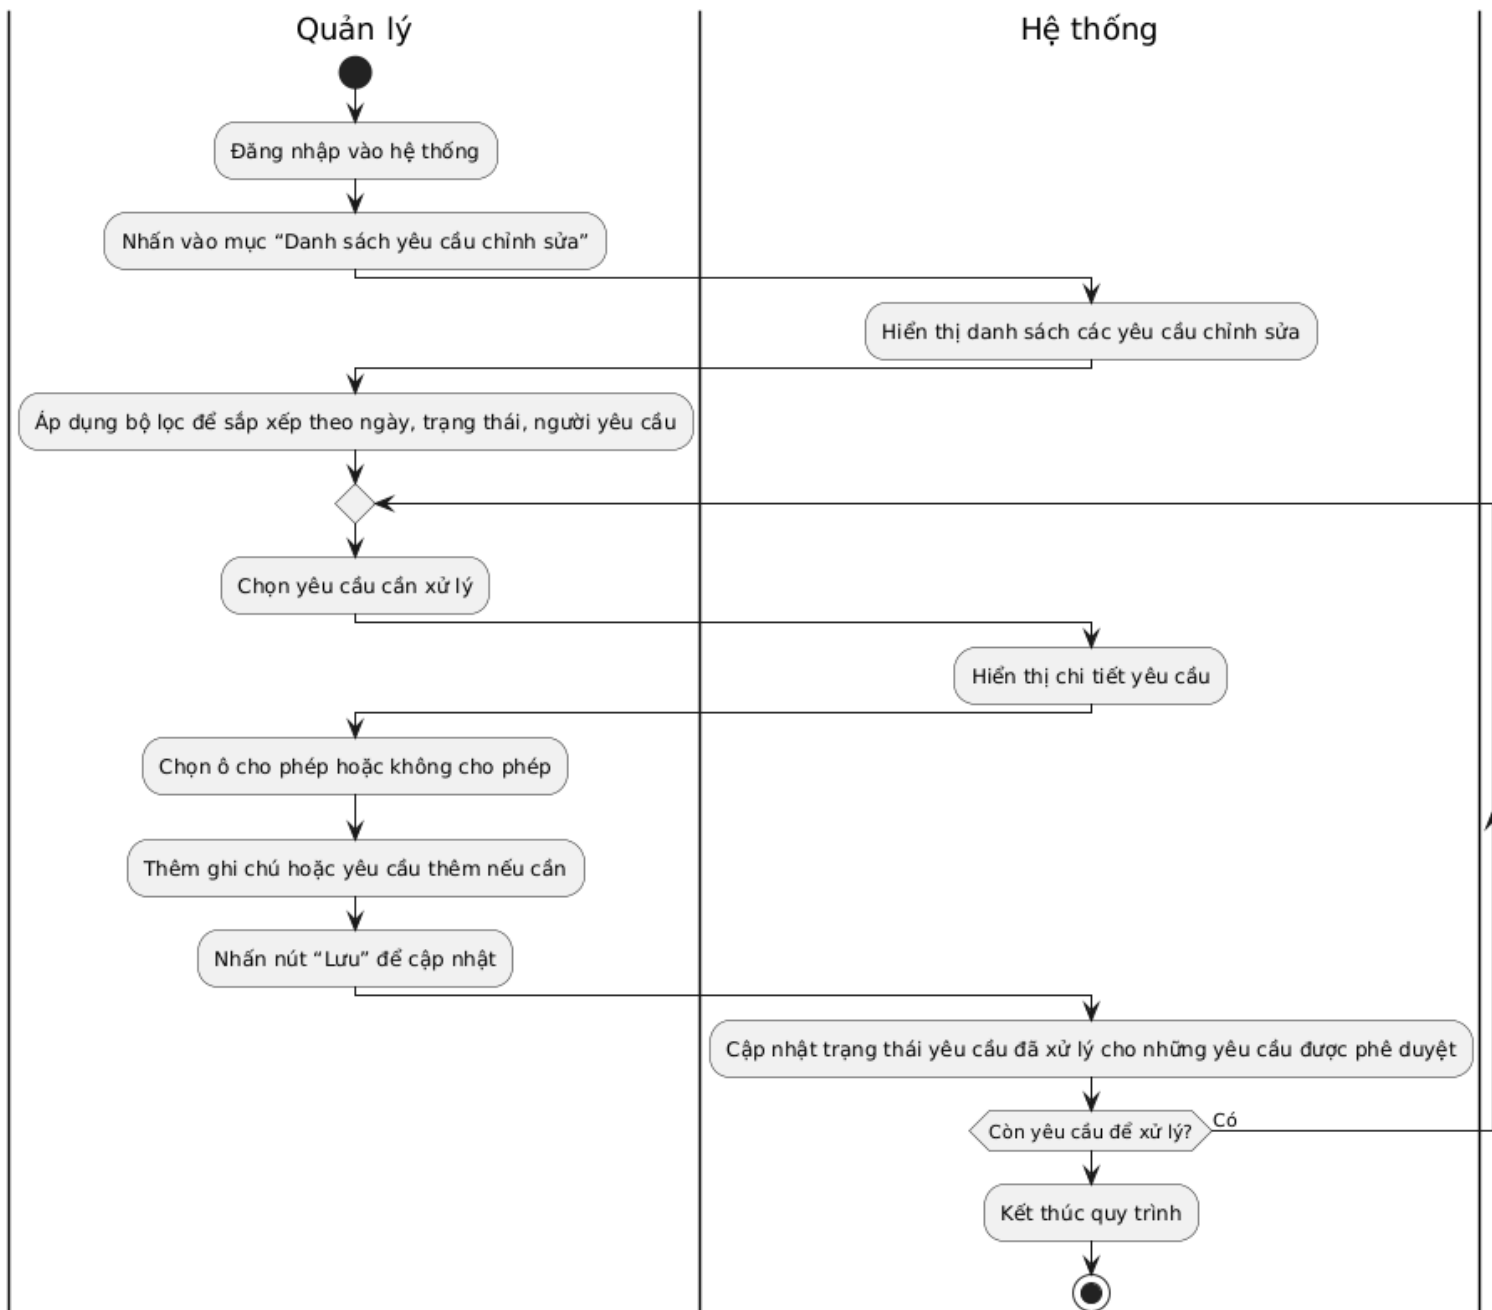 Quản lý
Hệ thống
Đăng nhập vào hệ thống
Nhấn vào mục “Danh sách yêu cầu chỉnh sửa”
Hiển thị danh sách các yêu cầu chỉnh sửa
Áp dụng bộ lọc để sắp xếp theo ngày, trạng thái, người yêu cầu
Chọn yêu cầu cần xử lý
Hiển thị chi tiết yêu cầu
Chọn ô cho phép hoặc không cho phép
Thêm ghi chú hoặc yêu cầu thêm nếu cần
Nhấn nút “Lưu” để cập nhật
Cập nhật trạng thái yêu cầu đã xử lý cho những yêu cầu được phê duyệt
Còn yêu cầu để xử lý?
Có
Kết thúc quy trình